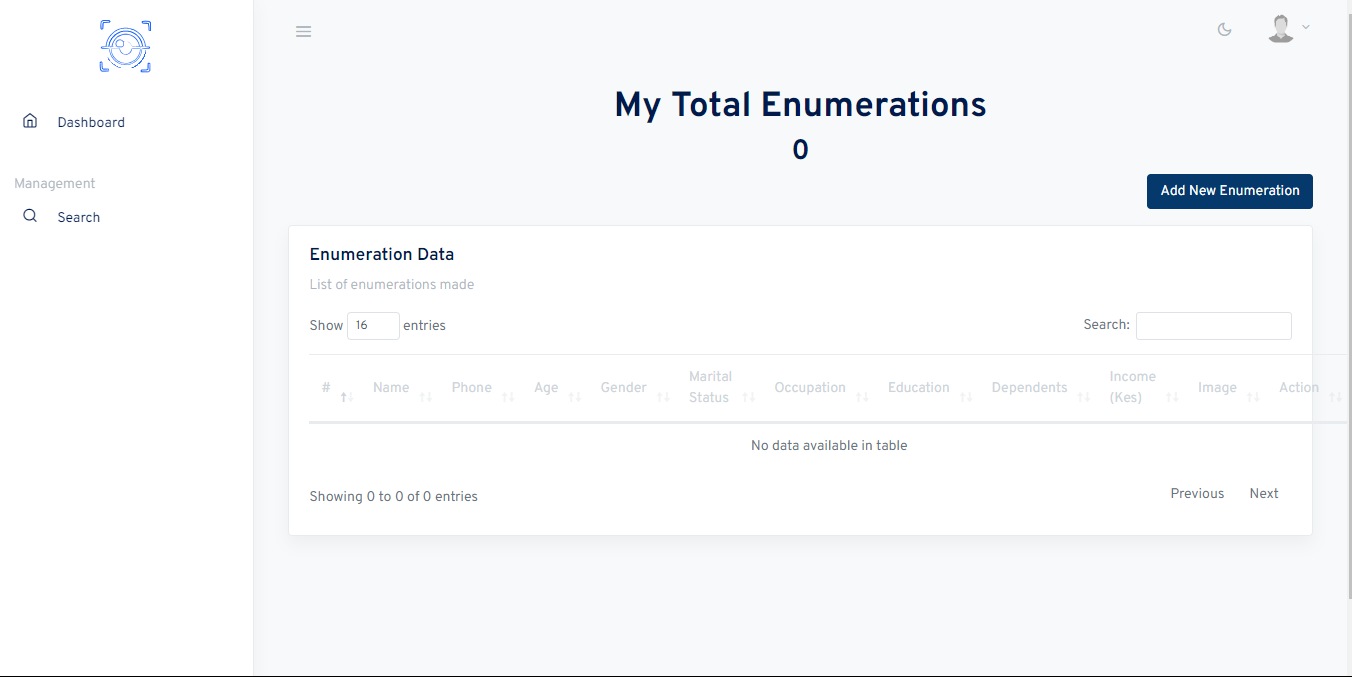 Dashboard
Management
Search
My Total Enumerations
0
Add New Enumeration
Enumeration Data
List of enumerations made
Show 16 entries
Search:
# Name Phone Age Gender Marital Status Occupation Education Dependents Income (Kes) Image Action
No data available in table
Showing 0 to 0 of 0 entries
Previous Next